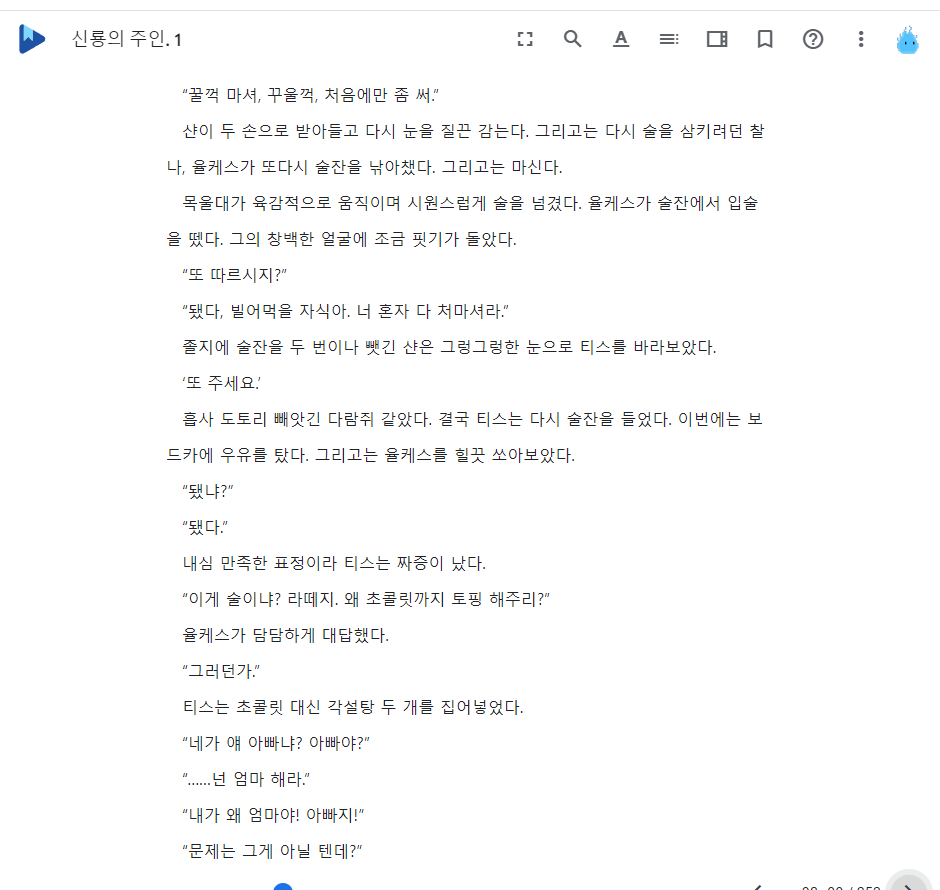 신룡의 주인. 1
“꿀꺽 마셔, 꾸울꺽, 처음에만 좀 써.”
샨이 두 손으로 받아들고 다시 눈을 질끈 감는다. 그리고는 다시 술을 삼키려던 찰
나, 율케스가 또다시 술잔을 낚아챘다. 그리고는 마신다.
목울대가 육감적으로 움직이며 시원스럽게 술을 넘겼다. 율케스가 술잔에서 입술
을 뗐다. 그의 창백한 얼굴에 조금 핏기가 돌았다.
“또 따르시지?”
“됐다, 빌어먹을 자식아. 너 혼자 다 처마셔라.”
졸지에 술잔을 두 번이나 뺏긴 샨은 그렁그렁한 눈으로 티스를 바라보았다.
‘또 주세요.’
흡사 도토리 빼앗긴 다람쥐 같았다. 결국 티스는 다시 술잔을 들었다. 이번에는 보
드카에 우유를 탔다. 그리고는 율케스를 힐끗 쏘아보았다.
“됐냐?”
“됐다.”
내심 만족한 표정이라 티스는 짜증이 났다.
“이게 술이냐? 라떼지. 왜 초콜릿까지 토핑 해주리?”
율케스가 담담하게 대답했다.
“그러던가.”
티스는 초콜릿 대신 각설탕 두 개를 집어넣었다.
“네가 얘 아빠냐? 아빠야?”
“……넌 엄마 해라.”
“내가 왜 엄마야! 아빠지!”
“문제는 그게 아닐 텐데?”